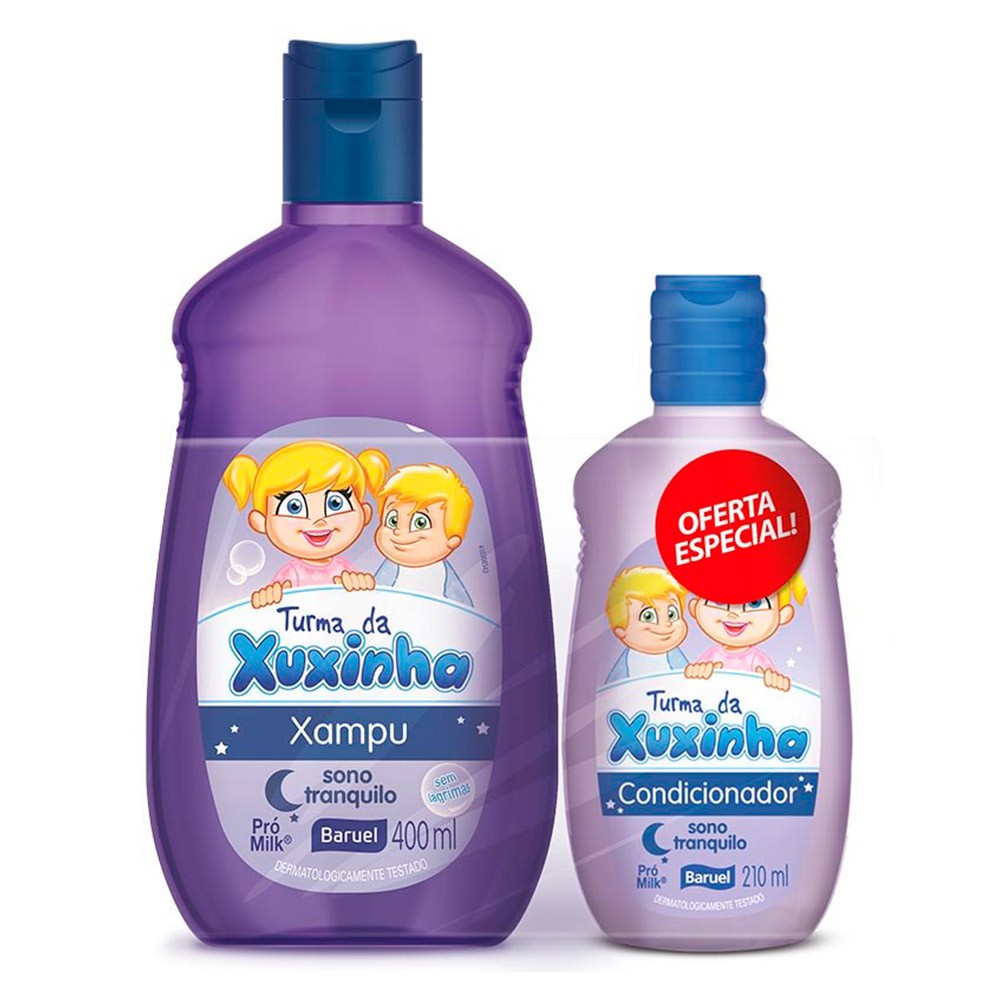 Turma da
Xuxinha
Xampu
sono
tranquilo
sem
lágrimas
Pró
Milk®
Baruel
400 ml
DERMATOLOGICAMENTE TESTADO
OFERTA
ESPECIAL!
Turma da
Xuxinha
Condicionador
sono
tranquilo
Pró
Milk®
Baruel
210 ml
DERMATOLOGICAMENTE TESTADO